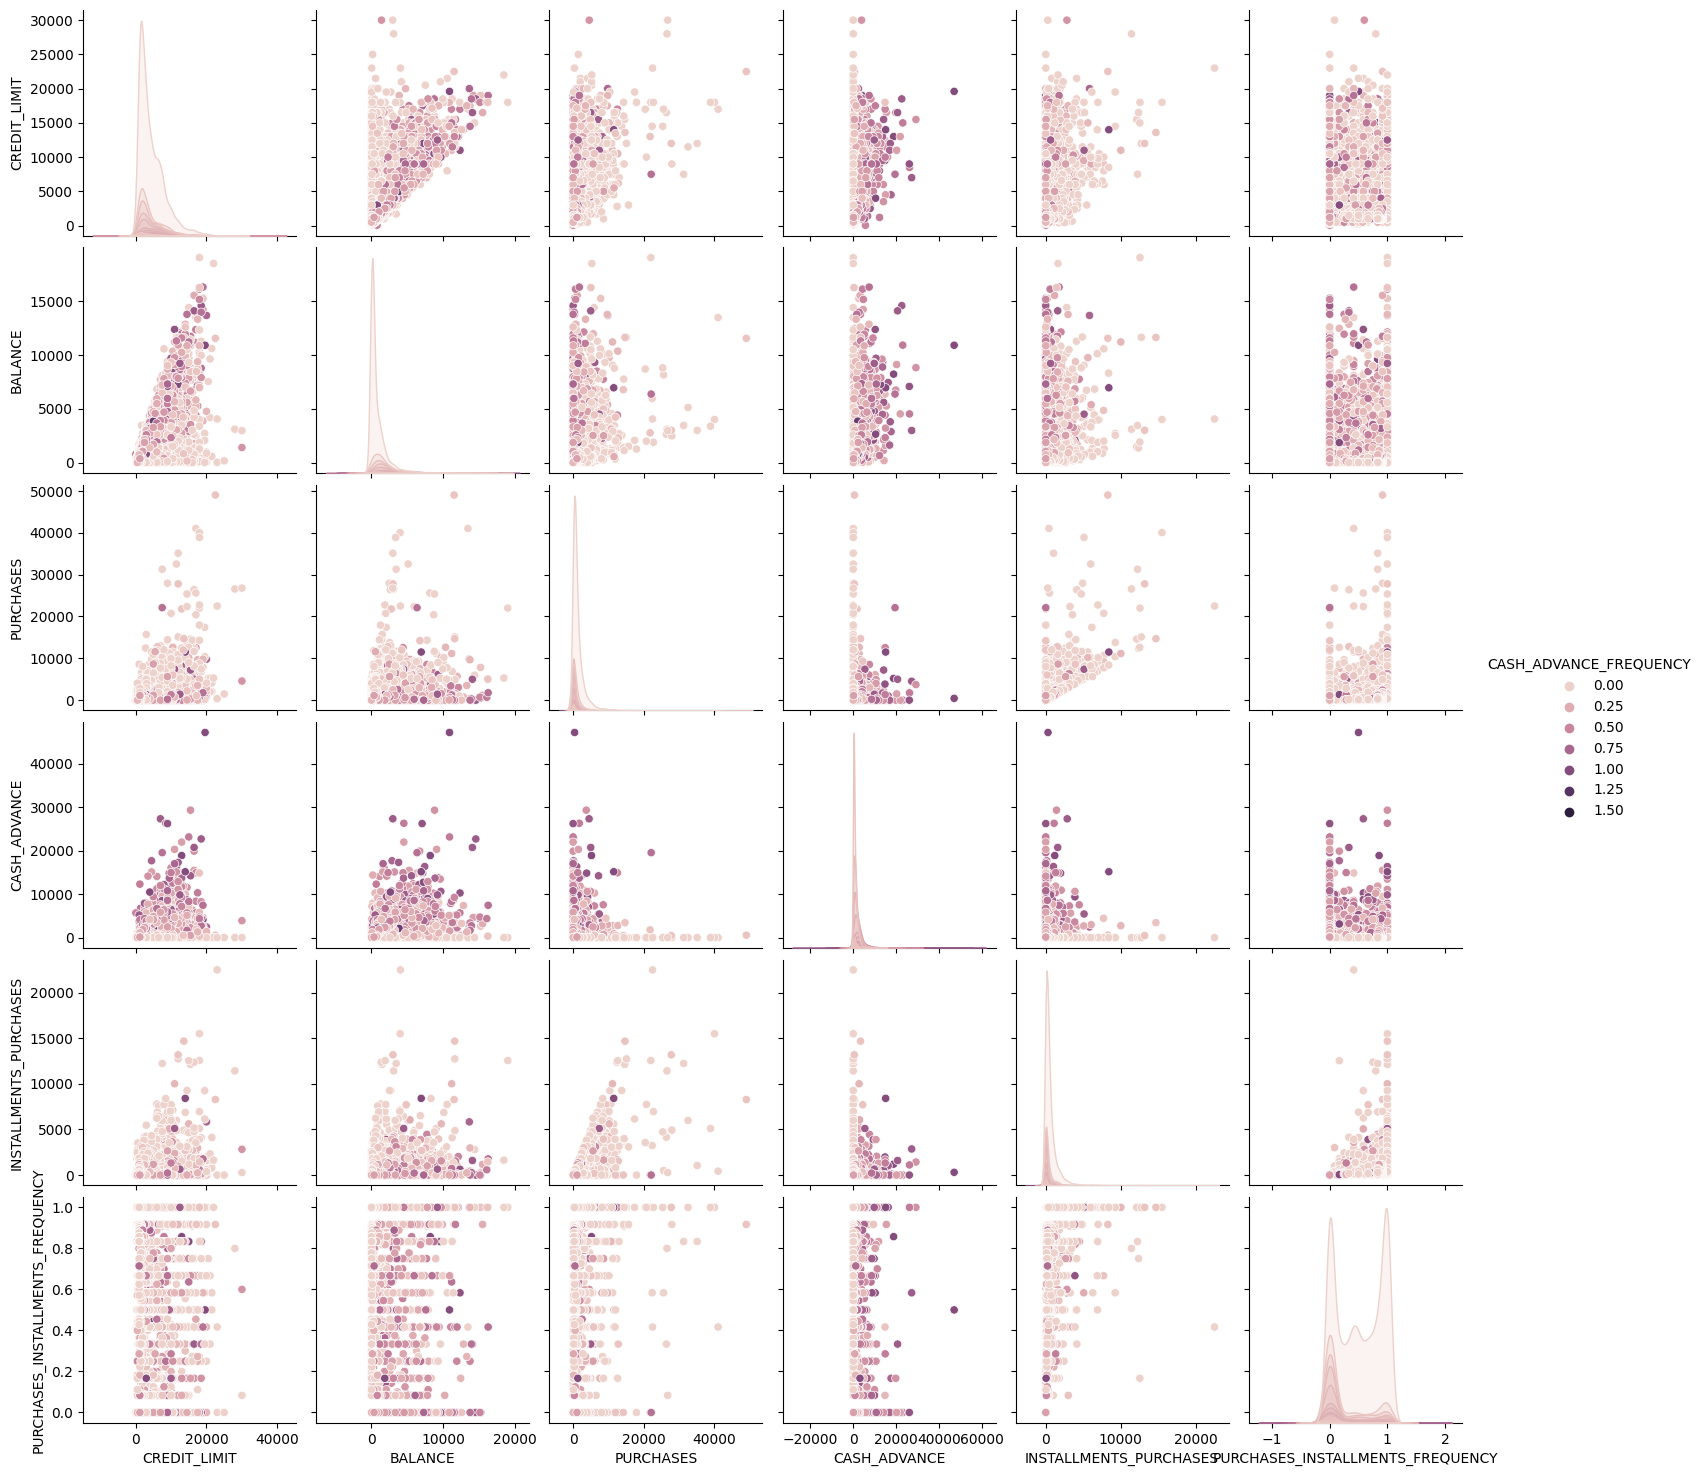 30000
25000
20000
15000
10000
5000
0
CREDIT_LIMIT
15000
10000
5000
0
BALANCE
50000
40000
30000
20000
10000
0
PURCHASES
CASH_ADVANCE_FREQUENCY
0.00
0.25
0.50
0.75
1.00
1.25
1.50
40000
30000
20000
10000
0
CASH_ADVANCE
20000
15000
10000
5000
0
INSTALLMENTS_PURCHASES
1.0
0.8
0.6
0.4
0.2
0.0
PURCHASES_INSTALLMENTS_FREQUENCY
0 20000 40000
CREDIT_LIMIT
0 10000 20000
BALANCE
0 20000 40000
PURCHASES
−20000 0 20000 40000 60000
CASH_ADVANCE
0 10000 20000
INSTALLMENTS_PURCHASES
−1 0 1 2
PURCHASES_INSTALLMENTS_FREQUENCY